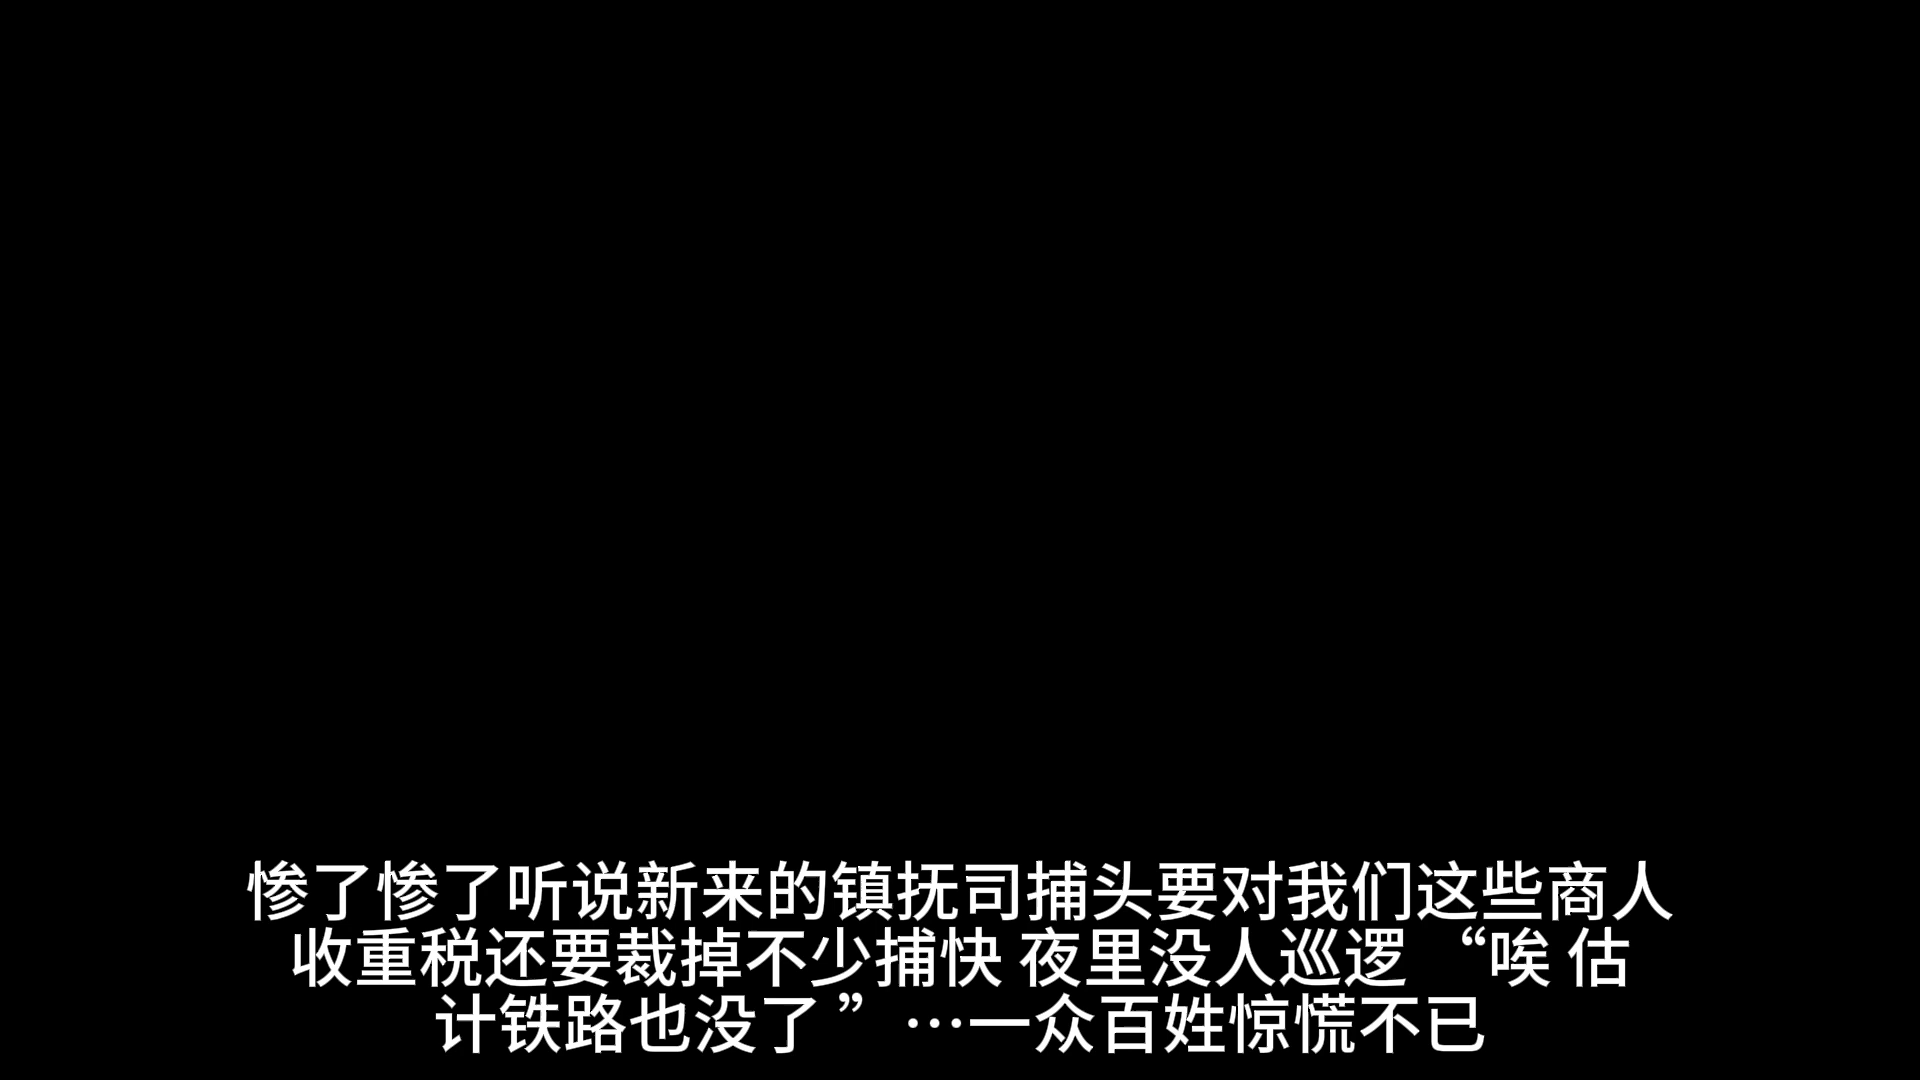 惨了惨了听说新来的镇抚司捕头要对我们这些商人
收重税还要裁掉不少捕快 夜里没人巡逻 “唉 估
计铁路也没了 ” …一众百姓惊慌不已